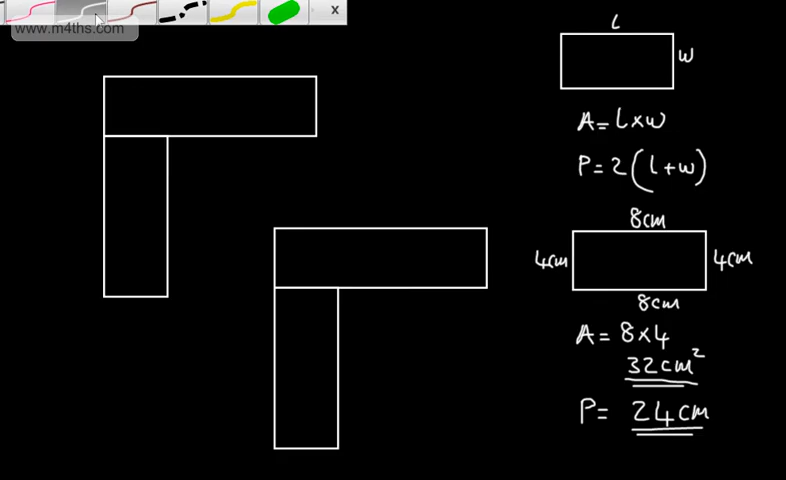 x
www.m4ths.com
L
w
A=L×w
P=2(L+w)
8cm
4cm
4cm
8cm
A=8×4
32cm²
P=24cm